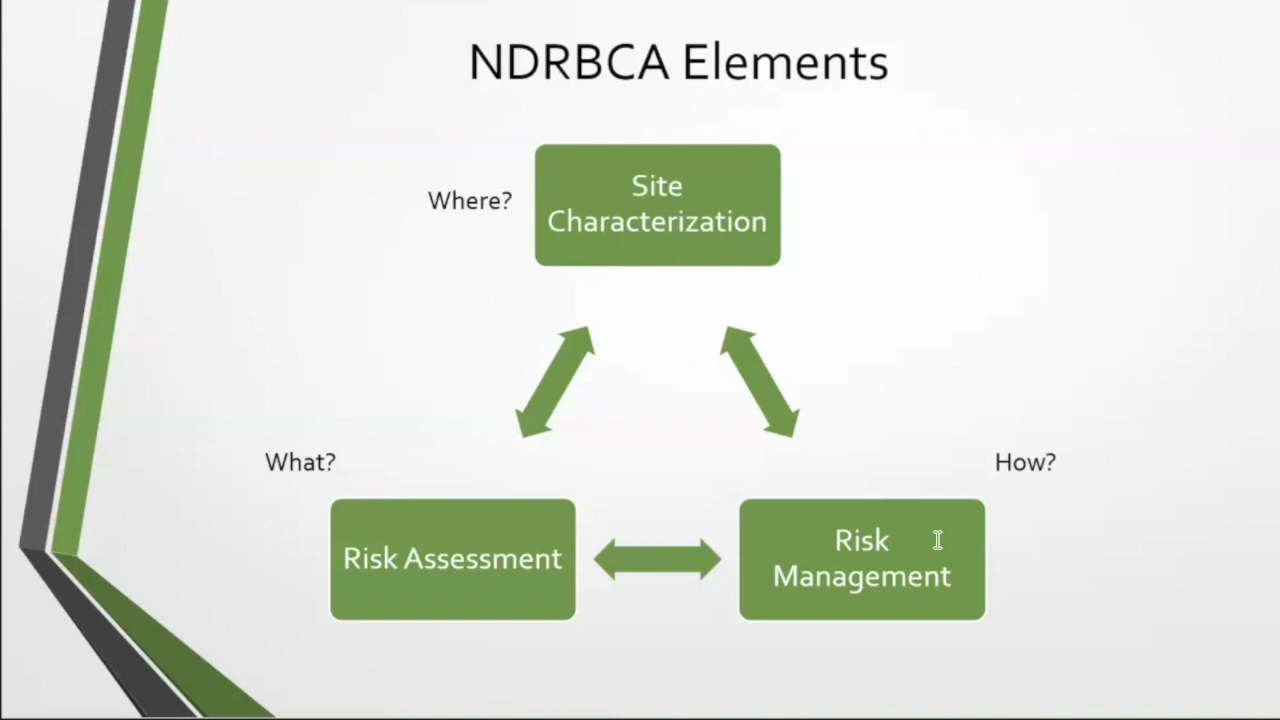 NDRBCA Elements
Where?
Site
Characterization
What?
How?
Risk Assessment
Risk
Management